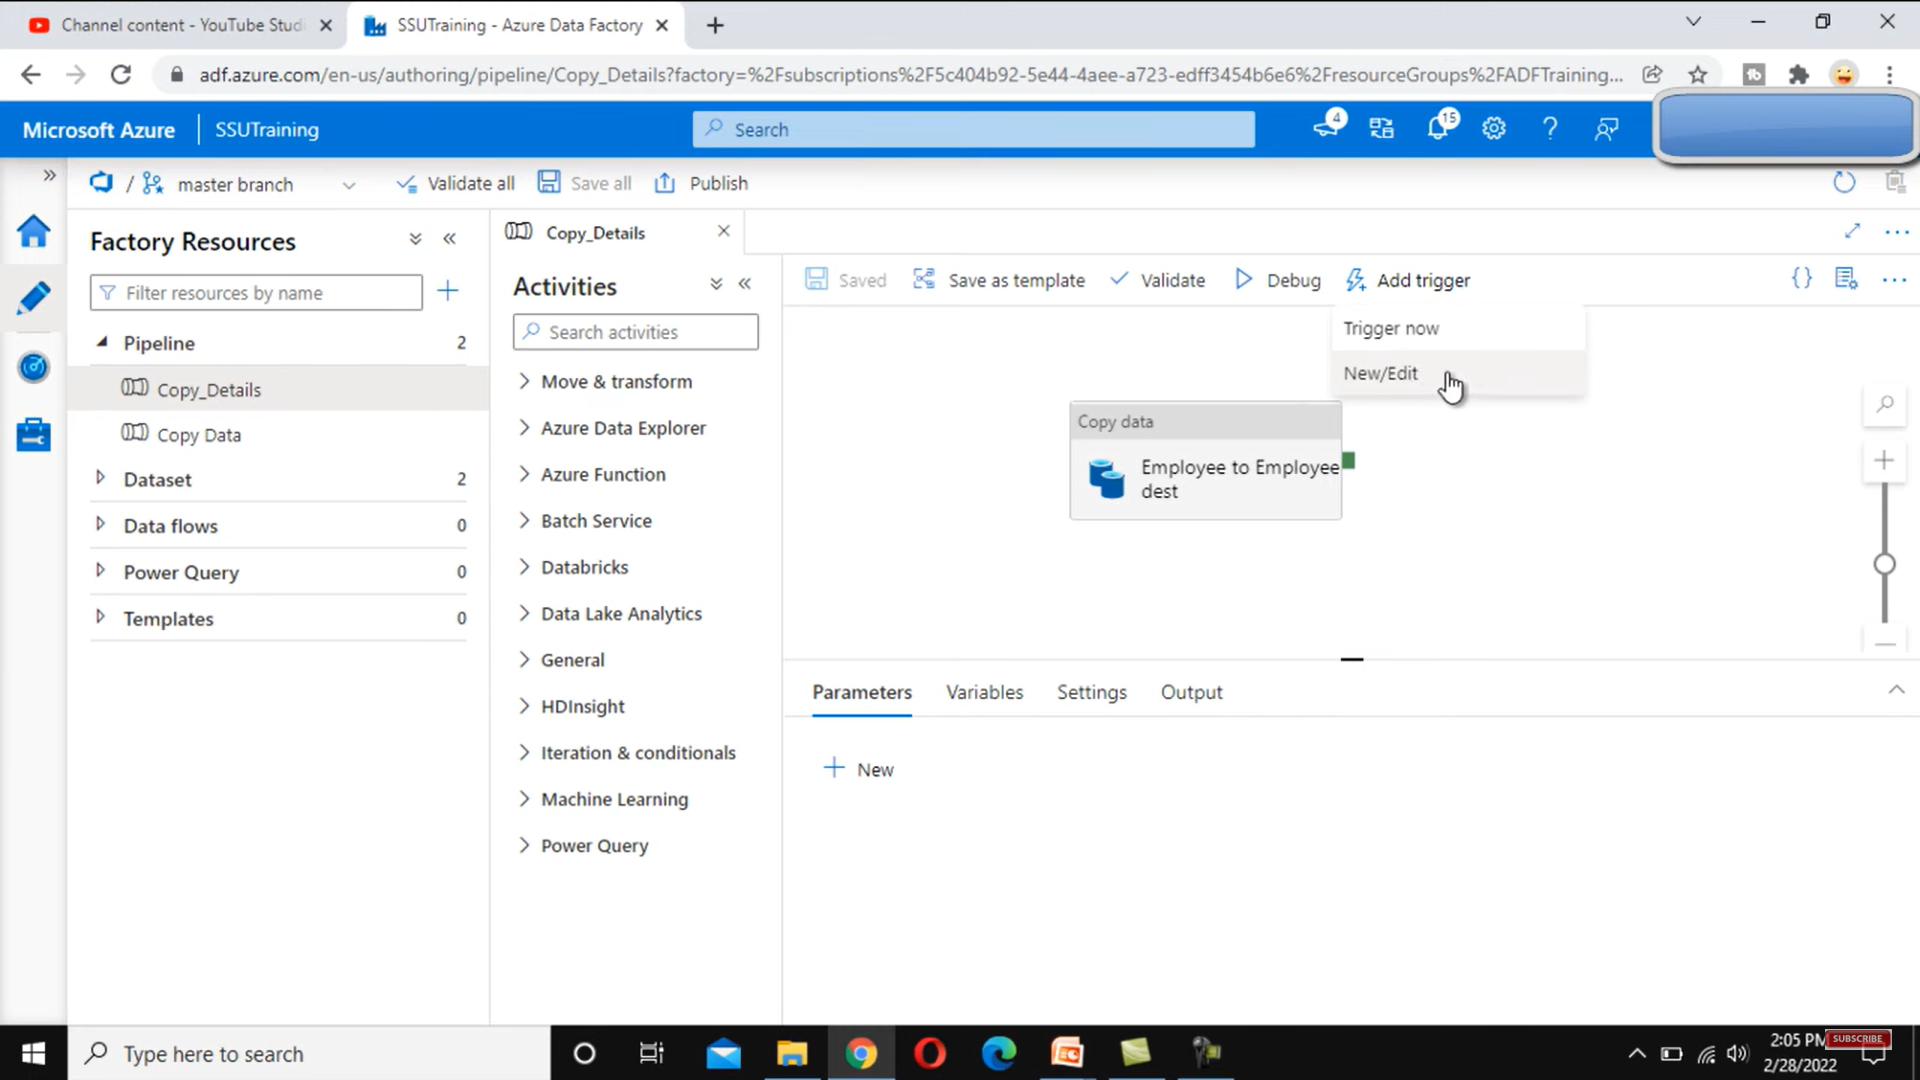 Channel content - YouTube Studi
SSUTraining - Azure Data Factory
adf.azure.com/en-us/authoring/pipeline/Copy_Details?factory=%2Fsubscriptions%2F5c404b92-5e44-4aee-a723-edff3454b6e6%2FresourceGroups%2FADFTraining...
Microsoft Azure
SSUTraining
Search
4
15
/ master branch
Validate all
Save all
Publish
Factory Resources
Filter resources by name
Pipeline 2
Copy_Details
Copy Data
Dataset 2
Data flows 0
Power Query 0
Templates 0
Copy_Details
Activities
Search activities
Move & transform
Azure Data Explorer
Azure Function
Batch Service
Databricks
Data Lake Analytics
General
HDInsight
Iteration & conditionals
Machine Learning
Power Query
Saved
Save as template
Validate
Debug
Add trigger
Trigger now
New/Edit
Copy data
Employee to Employee
dest
Parameters
Variables
Settings
Output
New
Type here to search
2:05 PM
SUBSCRIBE
2/28/2022